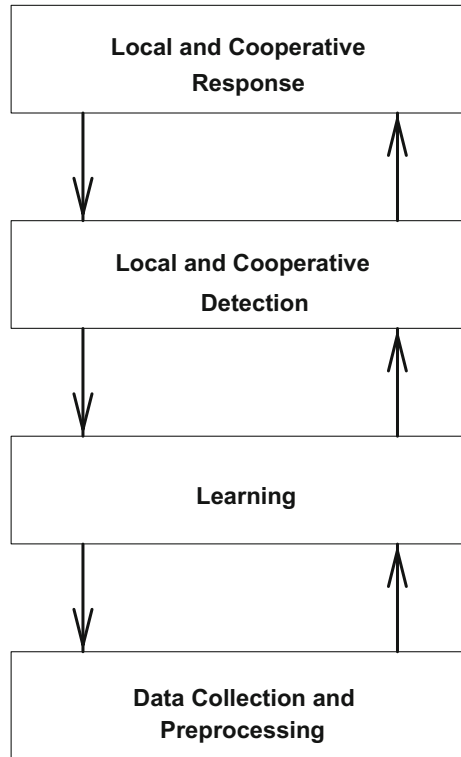 Local and Cooperative
Response
Local and Cooperative
Detection
Learning
Data Collection and
Preprocessing